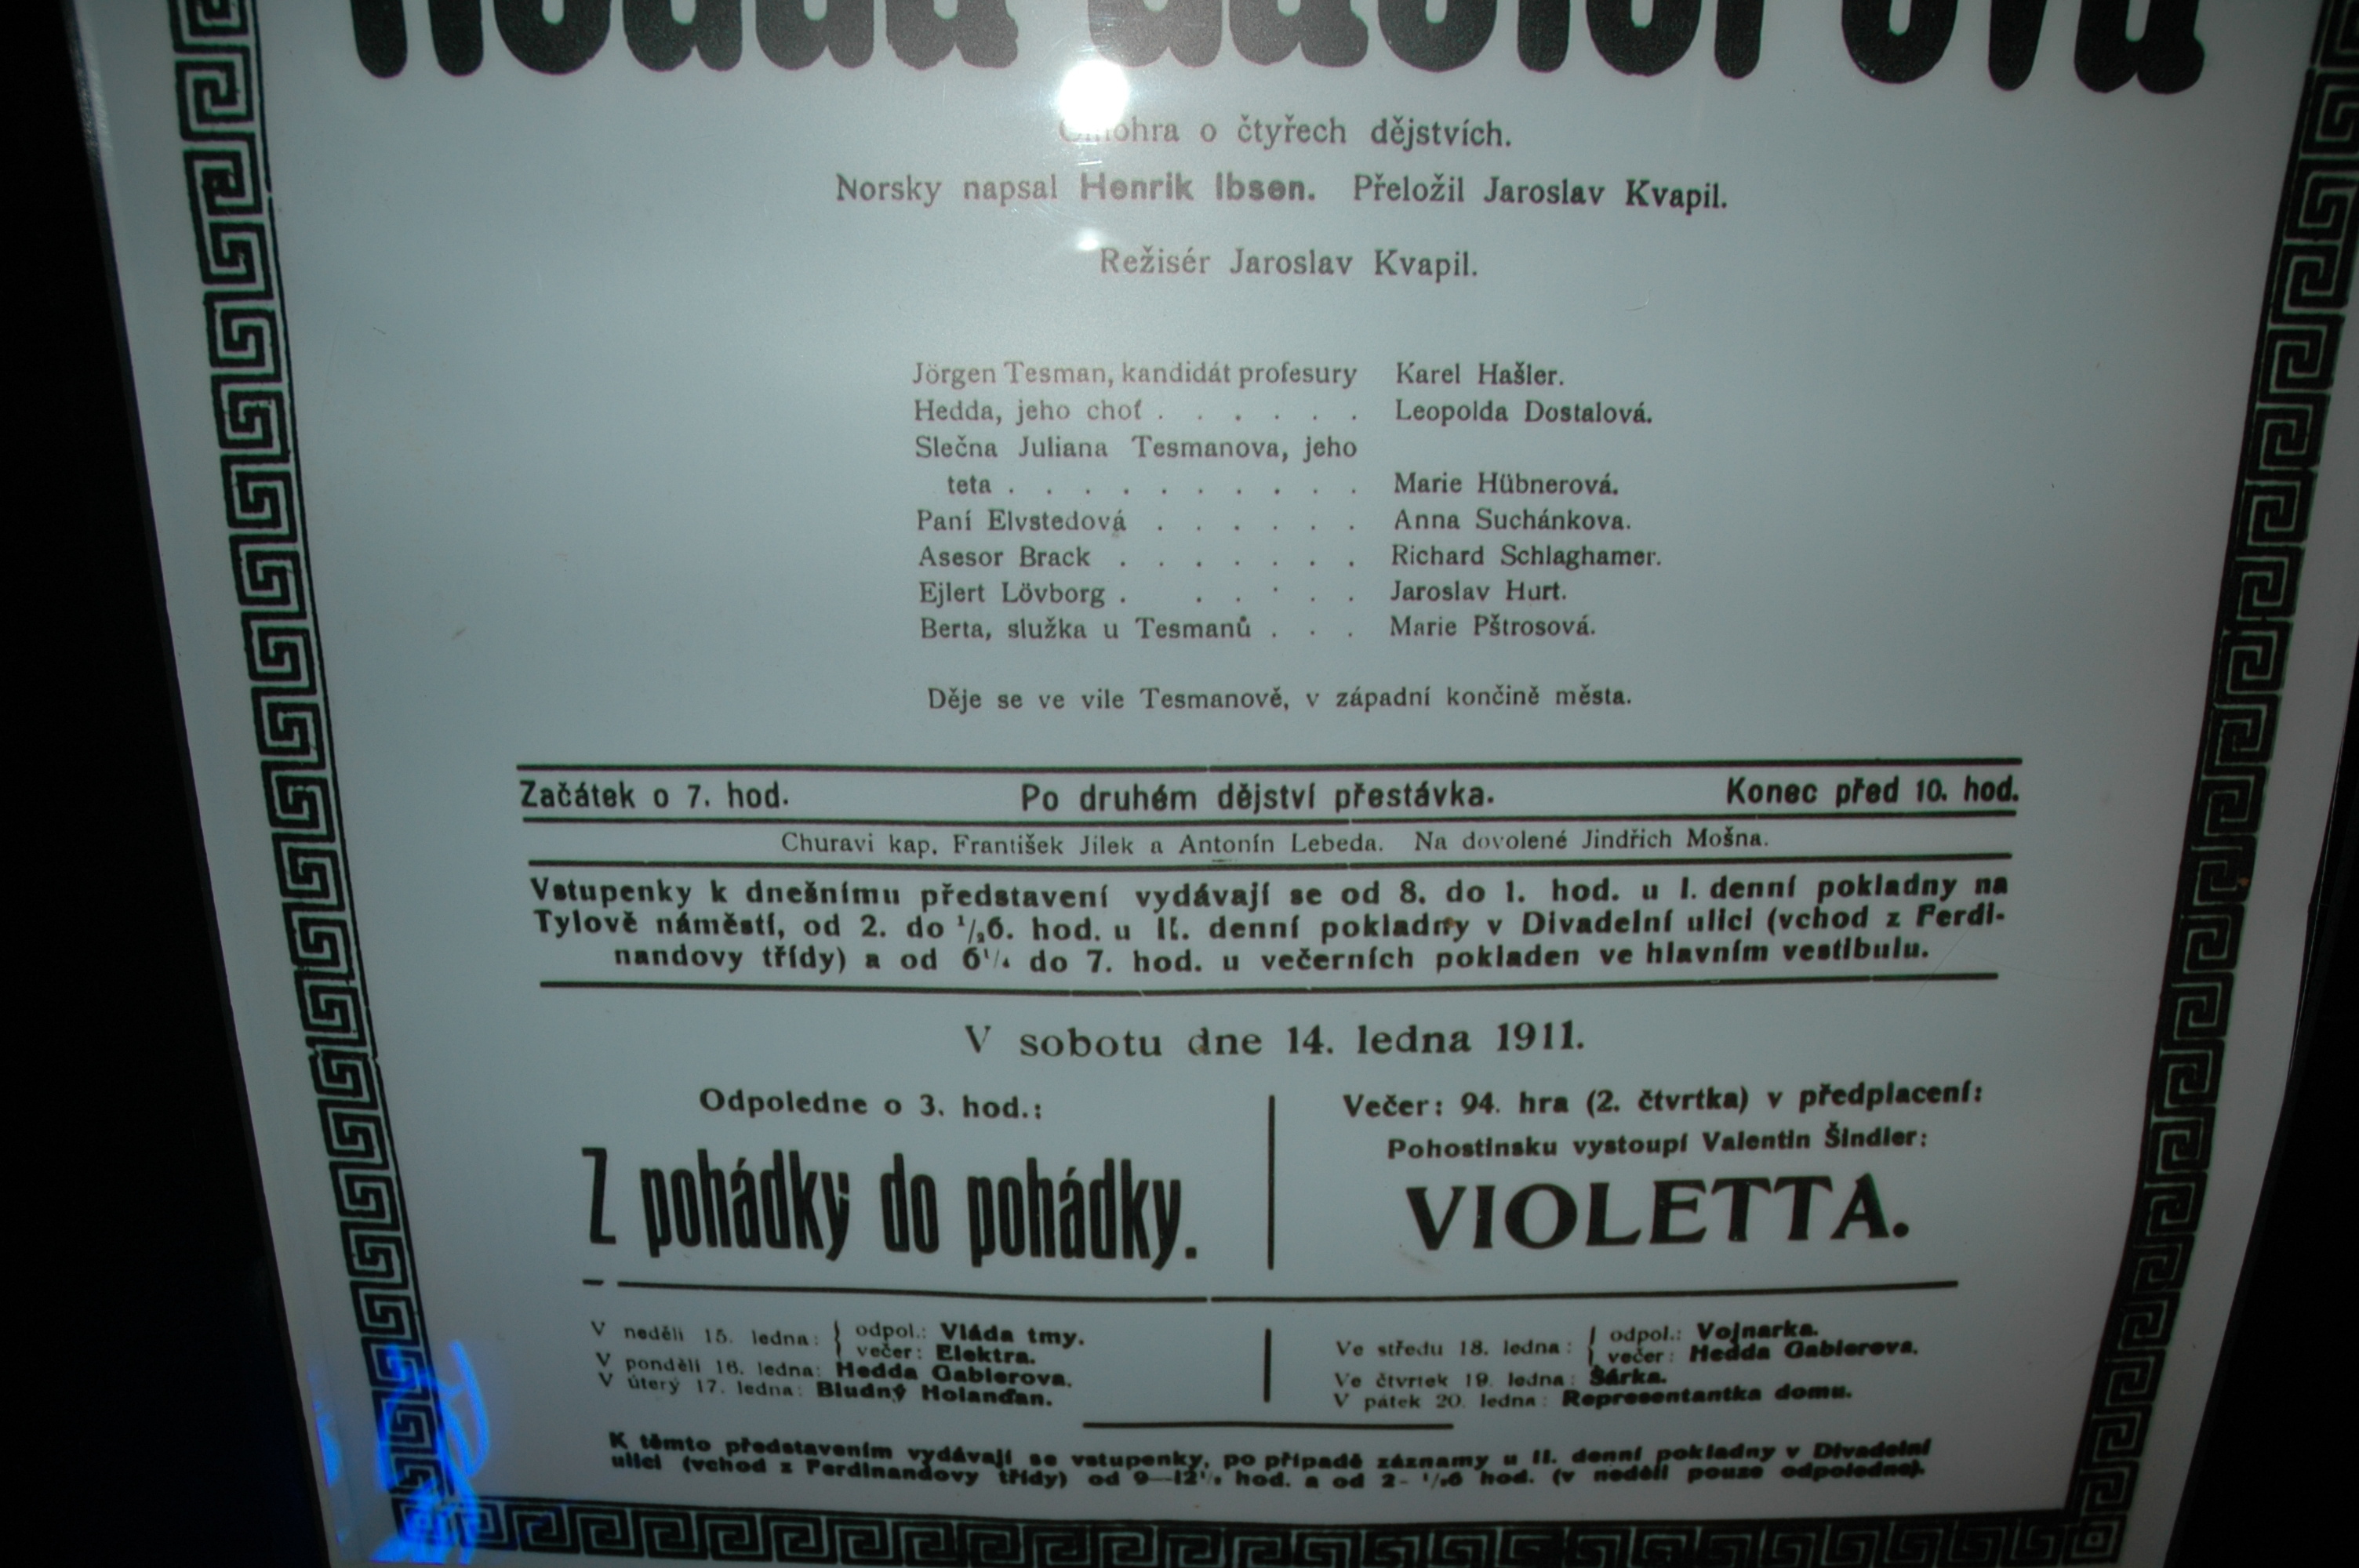 Činohra o čtyřech dějstvích.
Norsky napsal Henrik Ibsen. Přeložil Jaroslav Kvapil.
Režisér Jaroslav Kvapil.
Jörgen Tesman, kandidát profesury Karel Hašler.
Hedda, jeho choť . . . . . . Leopolda Dostalová.
Slečna Juliana Tesmanova, jeho
teta . . . . . . . . . . Marie Hübnerová.
Paní Elvstedová . . . . . . Anna Suchánkova.
Asesor Brack . . . . . . . Richard Schlaghamer.
Ejlert Lövborg . . . . . . Jaroslav Hurt.
Berta, služka u Tesmanů . . . Marie Pštrosová.
Děje se ve vile Tesmanově, v západní končině města.
Začátek o 7. hod. Po druhém dějství přestávka. Konec před 10. hod.
Churavi kap. František Jílek a Antonín Lebeda. Na dovolené Jindřich Mošna.
Vstupenky k dnešnímu představení vydávají se od 8. do 1. hod. u I. denní pokladny na
Tylově náměstí, od 2. do 1/26. hod. u II. denní pokladny v Divadelní ulici (vchod z Ferdi-
nandovy třídy) a od 6 1/4 do 7. hod. u večerních pokladen ve hlavním vestibulu.
V sobotu dne 14. ledna 1911.
Odpoledne o 3. hod.:
Z pohádky do pohádky.
Večer: 94. hra (2. čtvrtka) v předplacení:
Pohostinsku vystoupí Valentin Šindler:
VIOLETTA.
V neděli 15. ledna: odpol.: Vláda tmy.
večer: Elektra.
V pondělí 16. ledna: Hedda Gablerova.
V úterý 17. ledna: Bludný Holanďan.
Ve středu 18. ledna: odpol.: Vojnarka.
večer: Hedda Gablerova.
Ve čtvrtek 19. ledna: Šárka.
V pátek 20. ledna: Representantka domu.
K těmto představením vydávají se vstupenky, po případě záznamy u II. denní pokladny v Divadelní
ulici (vchod z Ferdinandovy třídy) od 9—12 1/2 hod. a od 2- 1/26 hod. (v neděli pouze odpoledne).